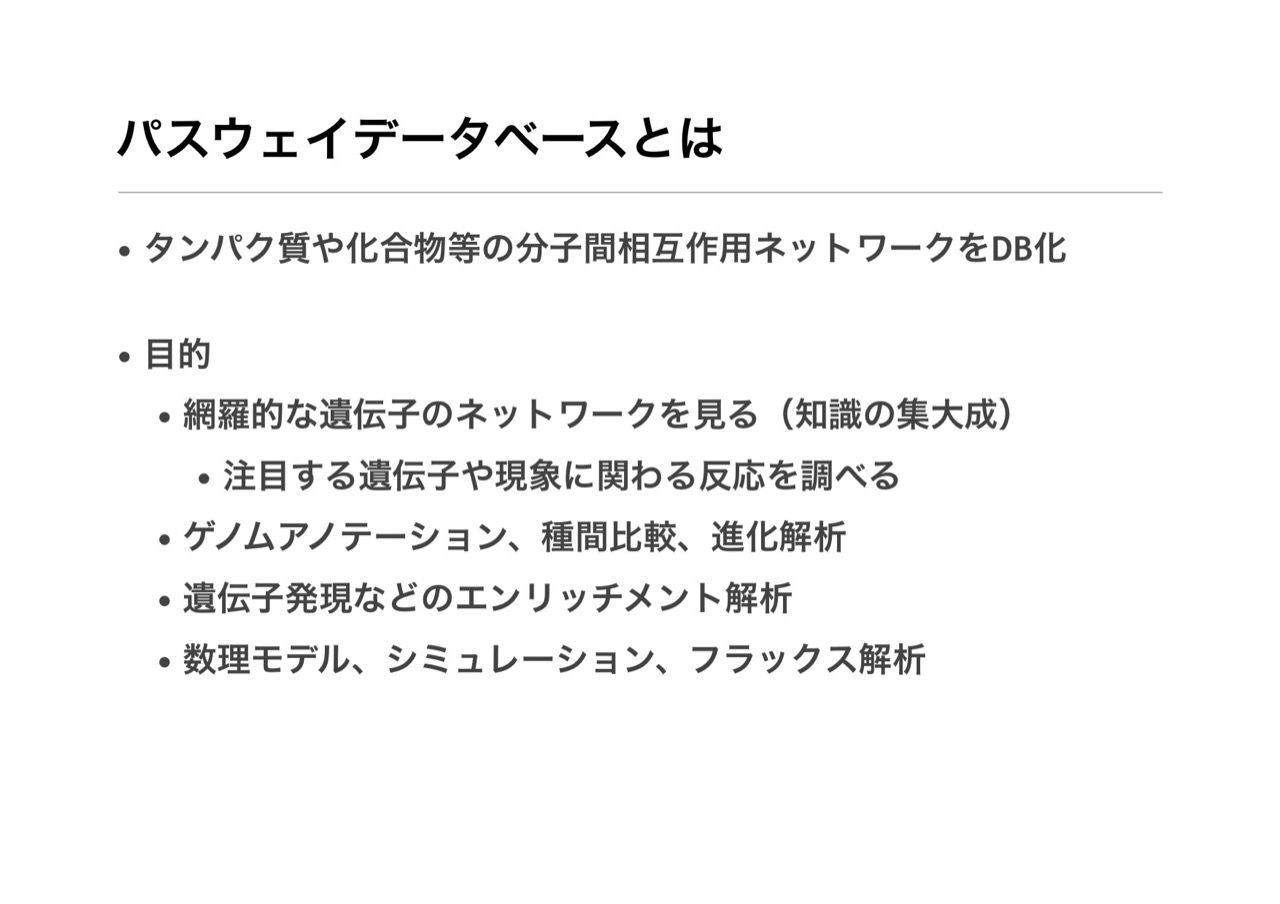 パスウェイデータベースとは
• タンパク質や化合物等の分子間相互作用ネットワークをDB化
• 目的
• 網羅的な遺伝子のネットワークを見る（知識の集大成）
• 注目する遺伝子や現象に関わる反応を調べる
• ゲノムアノテーション、種間比較、進化解析
• 遺伝子発現などのエンリッチメント解析
• 数理モデル、シミュレーション、フラックス解析